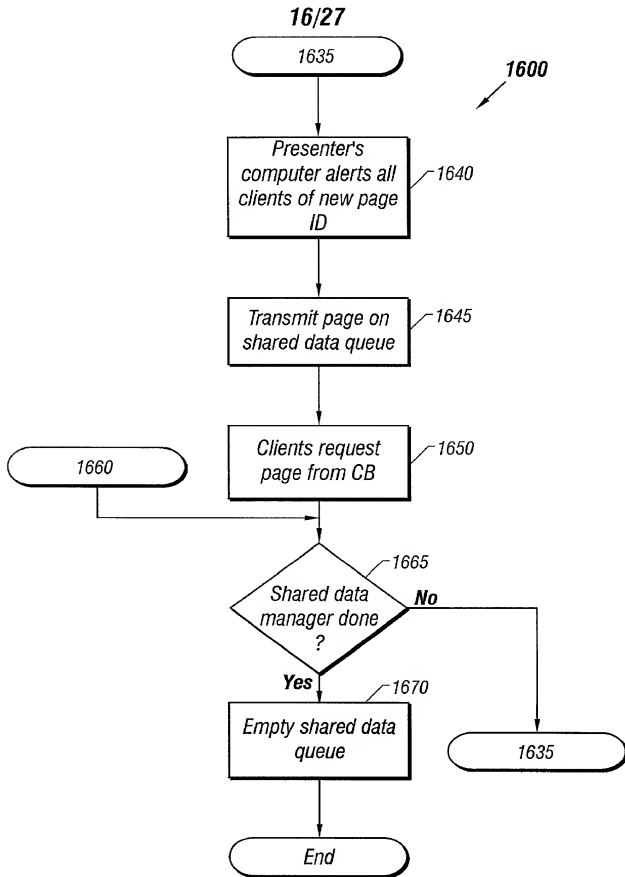 16/27
1635
1600
Presenter's
computer alerts all
clients of new page
ID
1640
Transmit page on
shared data queue
1645
Clients request
page from CB
1650
1660
1665
Shared data
manager done
?
No
Yes
1670
Empty shared data
queue
1635
End